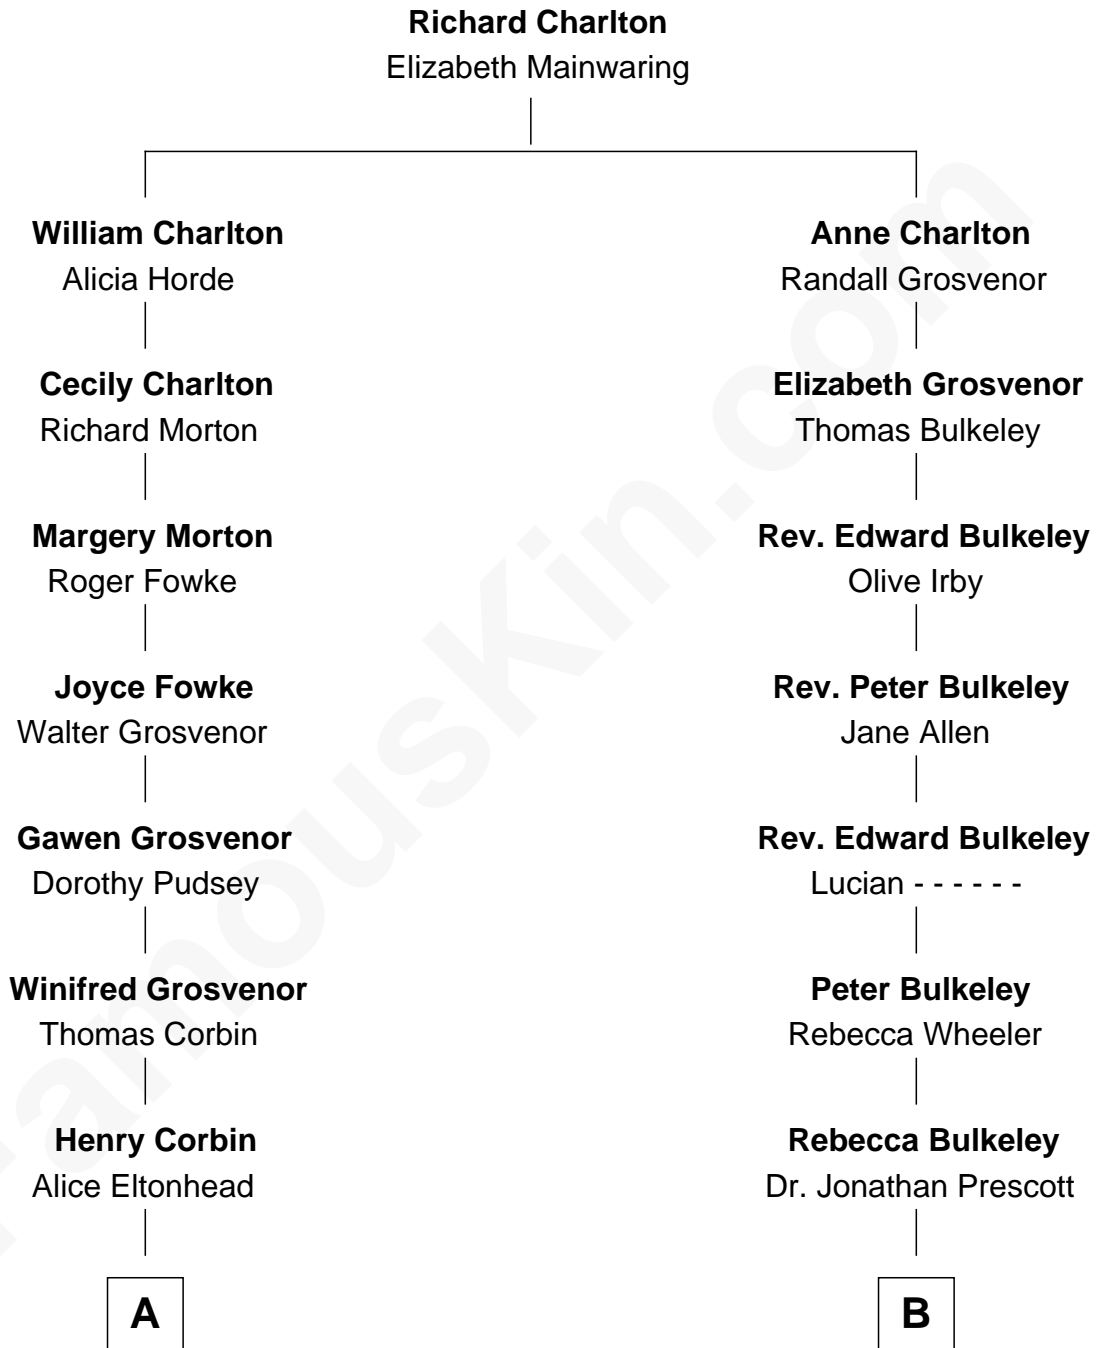 Richard Charlton
Elizabeth Mainwaring
William Charlton
Alicia Horde
Anne Charlton
Randall Grosvenor
Cecily Charlton
Richard Morton
Elizabeth Grosvenor
Thomas Bulkeley
Margery Morton
Roger Fowke
Rev. Edward Bulkeley
Olive Irby
Joyce Fowke
Walter Grosvenor
Rev. Peter Bulkeley
Jane Allen
Gawen Grosvenor
Dorothy Pudsey
Rev. Edward Bulkeley
Lucian - - - - - -
Winifred Grosvenor
Thomas Corbin
Peter Bulkeley
Rebecca Wheeler
Henry Corbin
Alice Eltonhead
Rebecca Bulkeley
Dr. Jonathan Prescott
A
B
FamousKin.com